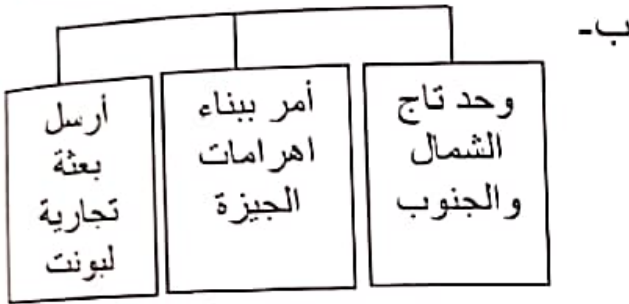 ب-
وحد تاج
الشمال
والجنوب
أمر ببناء
اهرامات
الجيزة
أرسل
بعثة
تجارية
لبونت